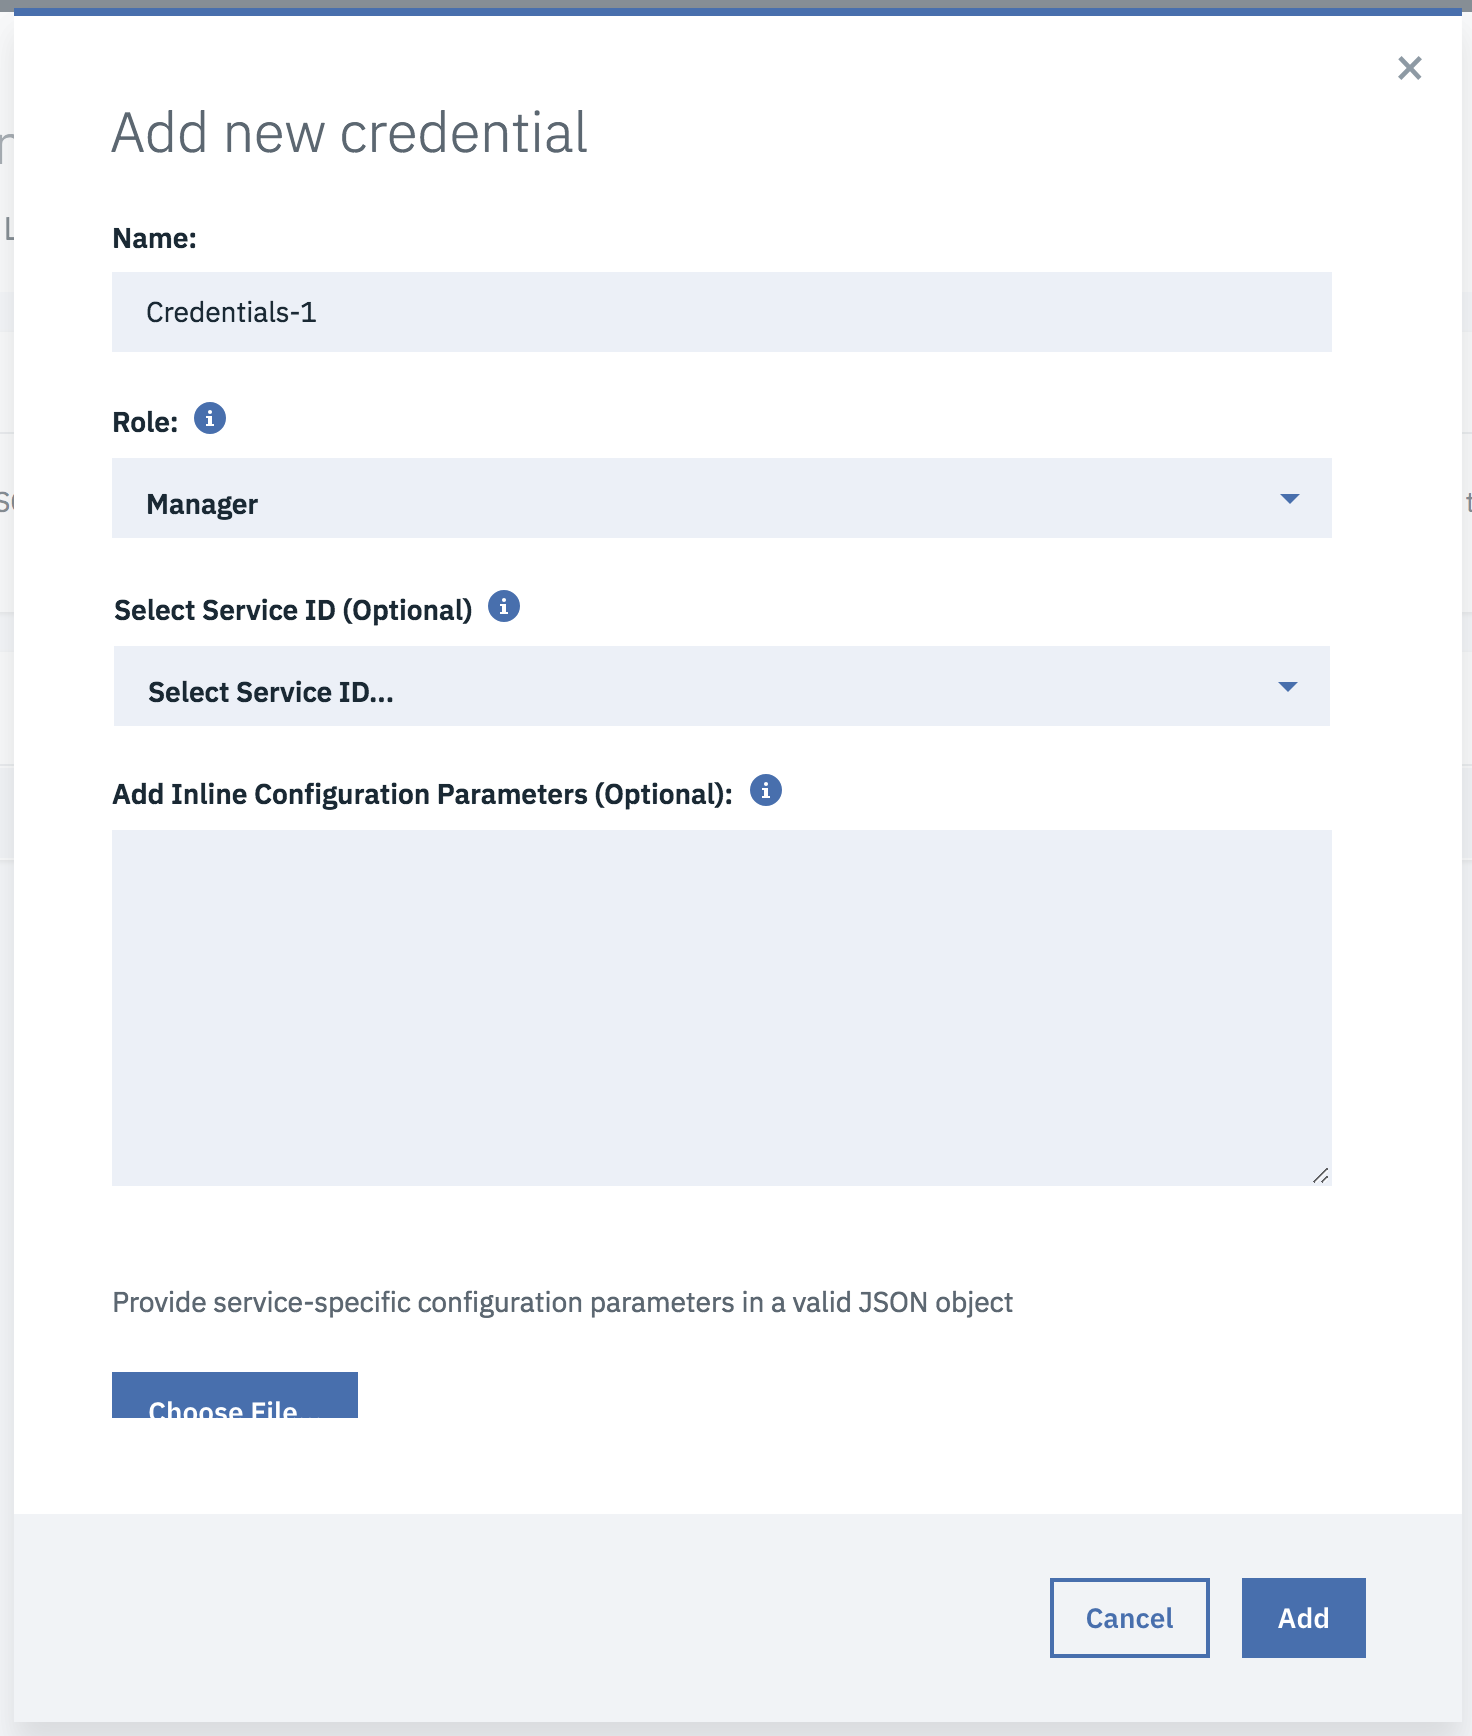 Add new credential
Name:
Credentials-1
Role:
Manager
Select Service ID (Optional)
Select Service ID...
Add Inline Configuration Parameters (Optional):
Provide service-specific configuration parameters in a valid JSON object
Choose File...
Cancel
Add